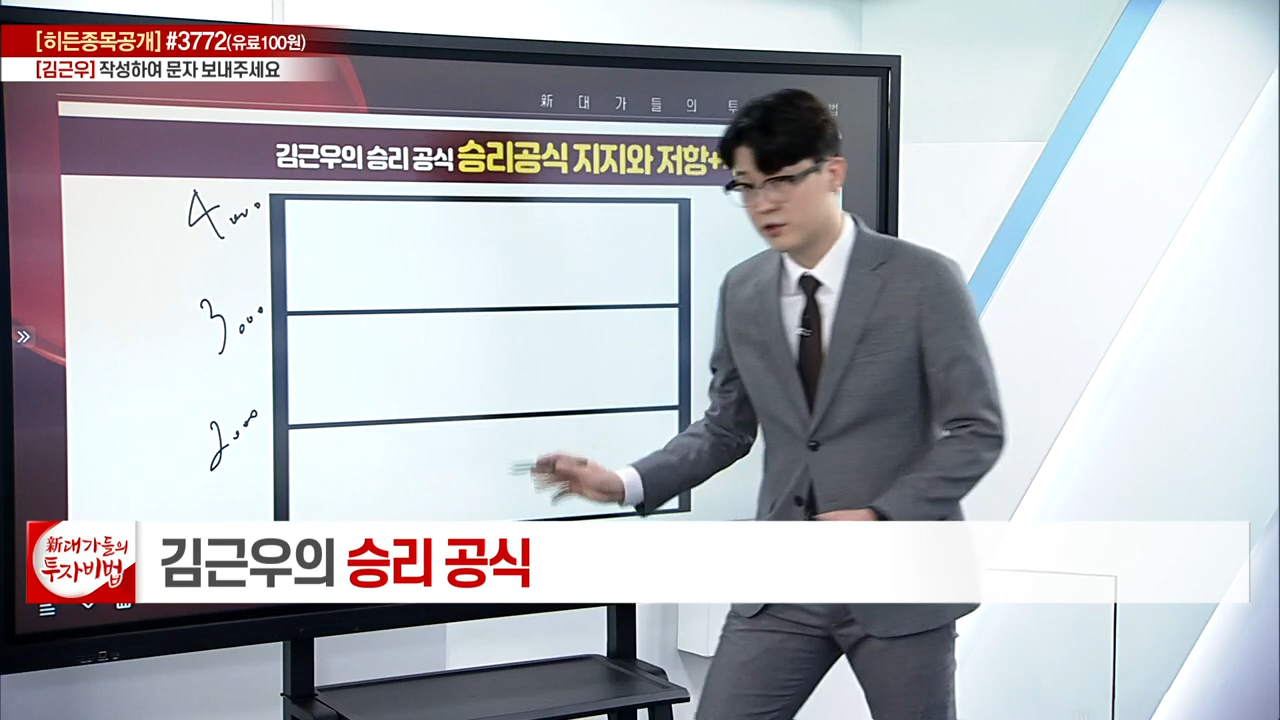 [히든종목공개] #3772(유료100원)
[김근우] 작성하여 문자 보내주세요
新 대 가 들 의 투 법
김근우의 승리 공식 승리공식 지지와 저항+
4000
3000
2000
新대가들의
투자비법
김근우의 승리 공식